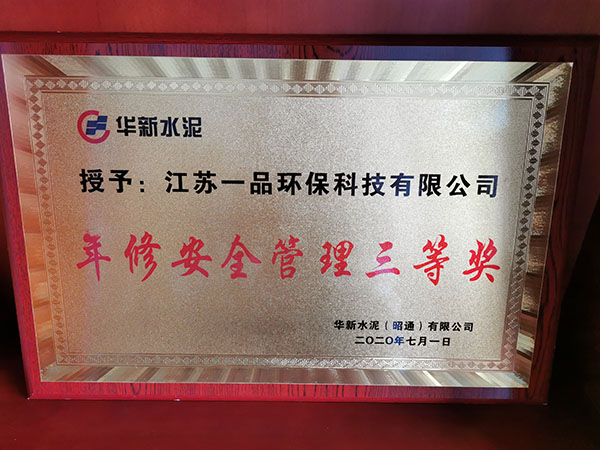 华新水泥
授予：江苏一品环保科技有限公司
年修安全管理三等奖
华新水泥（昭通）有限公司
二〇二〇年七月一日